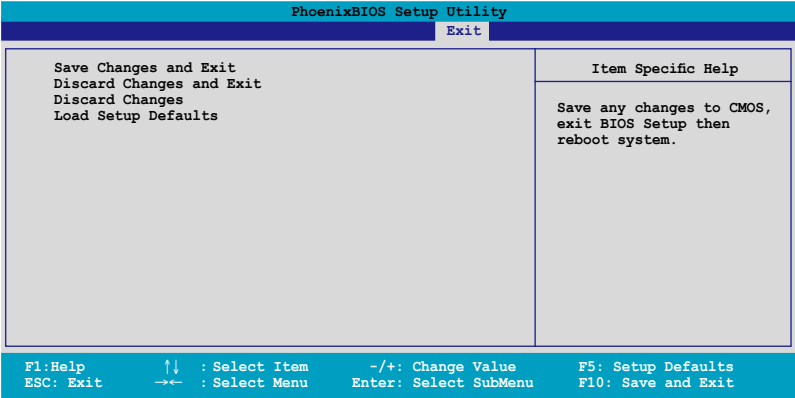 PhoenixBIOS Setup Utility
Exit
Save Changes and Exit
Discard Changes and Exit
Discard Changes
Load Setup Defaults
Item Specific Help
Save any changes to CMOS,
exit BIOS Setup then
reboot system.
F1:Help ↑↓ : Select Item -/+: Change Value F5: Setup Defaults
ESC: Exit →← : Select Menu Enter: Select SubMenu F10: Save and Exit